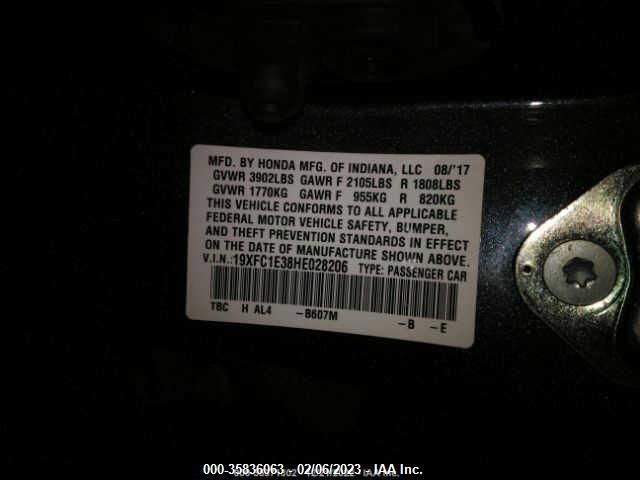 MFD. BY HONDA MFG. OF INDIANA, LLC 08/'17
GVWR 3902LBS GAWR F 2105LBS R 1808LBS
GVWR 1770KG GAWR F 955KG R 820KG
THIS VEHICLE CONFORMS TO ALL APPLICABLE
FEDERAL MOTOR VEHICLE SAFETY, BUMPER,
AND THEFT PREVENTION STANDARDS IN EFFECT
ON THE DATE OF MANUFACTURE SHOWN ABOVE.
V.I.N.:19XFC1E38HE028206 TYPE: PASSENGER CAR
TBC H AL4 -B607M -B -E
000-35836063 - 02/06/2023 - IAA Inc.
- IAA Inc.